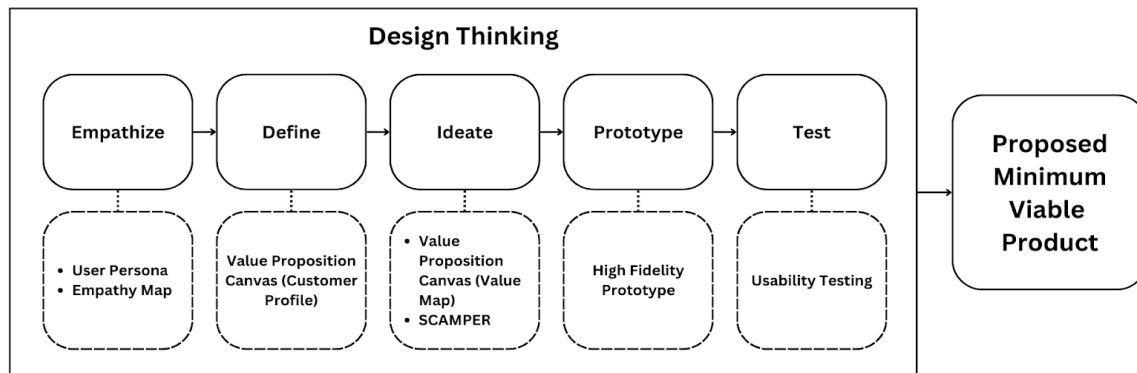 Design Thinking
Empathize
Define
Ideate
Prototype
Test
• User Persona
• Empathy Map
Value Proposition
Canvas (Customer
Profile)
• Value
Proposition
Canvas (Value
Map)
• SCAMPER
High Fidelity
Prototype
Usability Testing
Proposed
Minimum
Viable
Product